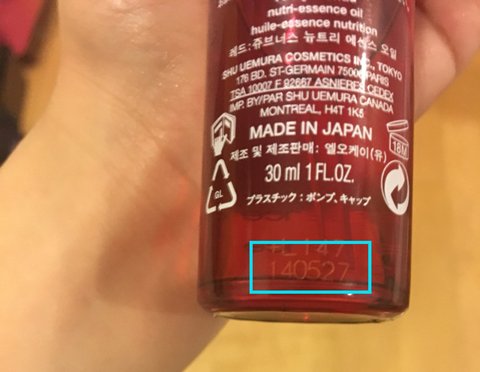 nutri-essence oil
huile-essence nutrition
레드:쥬브너스 뉴트리 에센스 오일
SHU UEMURA COSMETICS INC., TOKYO
176 BD. ST-GERMAIN 75006 PARIS
TSA 10007 F 92667 ASNIERES CEDEX
IMP. BY/PAR SHU UEMURA CANADA
MONTREAL, H4T 1K5
MADE IN JAPAN
제조 및 제조판매: 엘오케이(유)
18M
30 ml 1 FL.OZ.
GL
プラスチック:ポンプ、キャップ
140527